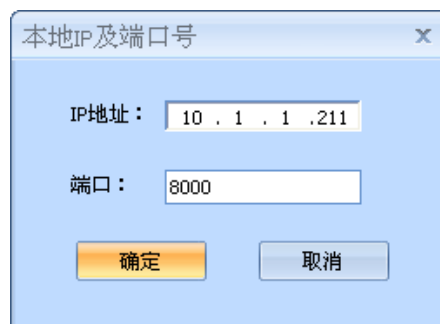 本地IP及端口号 x
IP地址： 10 . 1 . 1 .211
端口： 8000
确定 取消